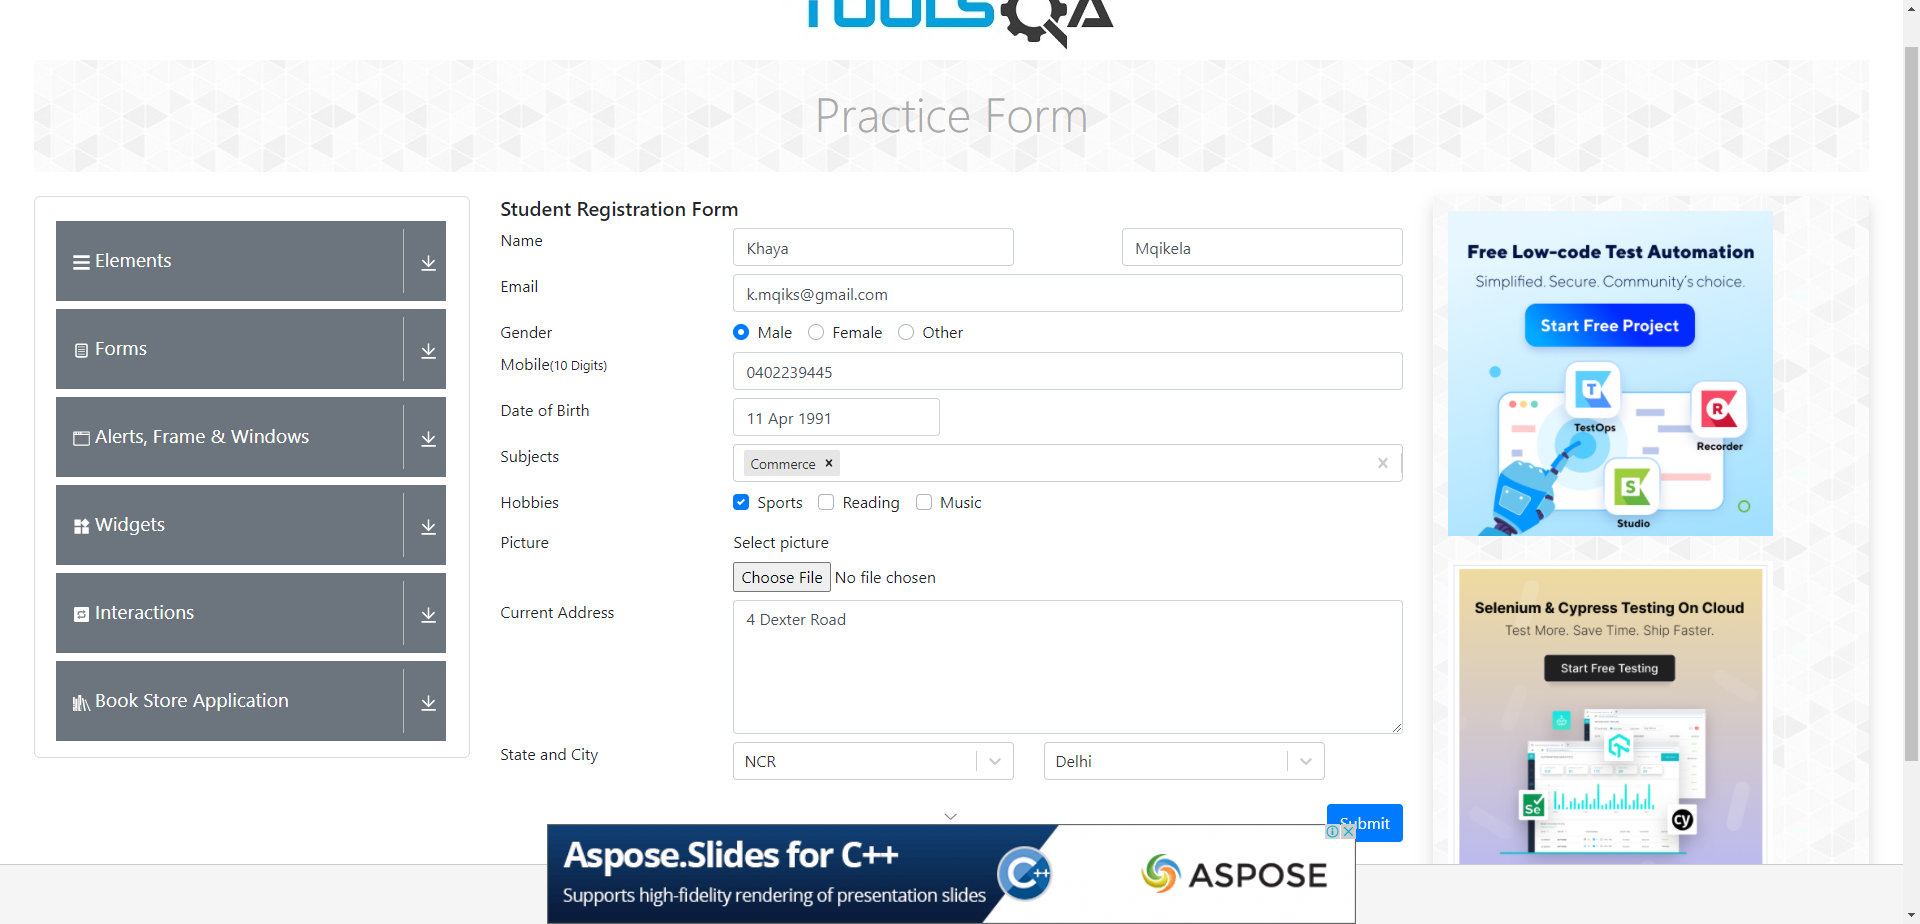 TOOLSQA
Practice Form
Elements
Forms
Alerts, Frame & Windows
Widgets
Interactions
Book Store Application
Student Registration Form
Name
Khaya
Mqikela
Email
k.mqiks@gmail.com
Gender
Male
Female
Other
Mobile(10 Digits)
0402239445
Date of Birth
11 Apr 1991
Subjects
Commerce
Hobbies
Sports
Reading
Music
Picture
Select picture
Choose File
No file chosen
Current Address
4 Dexter Road
State and City
NCR
Delhi
Submit
Free Low-code Test Automation
Simplified. Secure. Community's choice.
Start Free Project
T
TestOps
R
Recorder
S
Studio
Selenium & Cypress Testing On Cloud
Test More. Save Time. Ship Faster.
Start Free Testing
Se
cy
Aspose.Slides for C++
Supports high-fidelity rendering of presentation slides
C++
ASPOSE